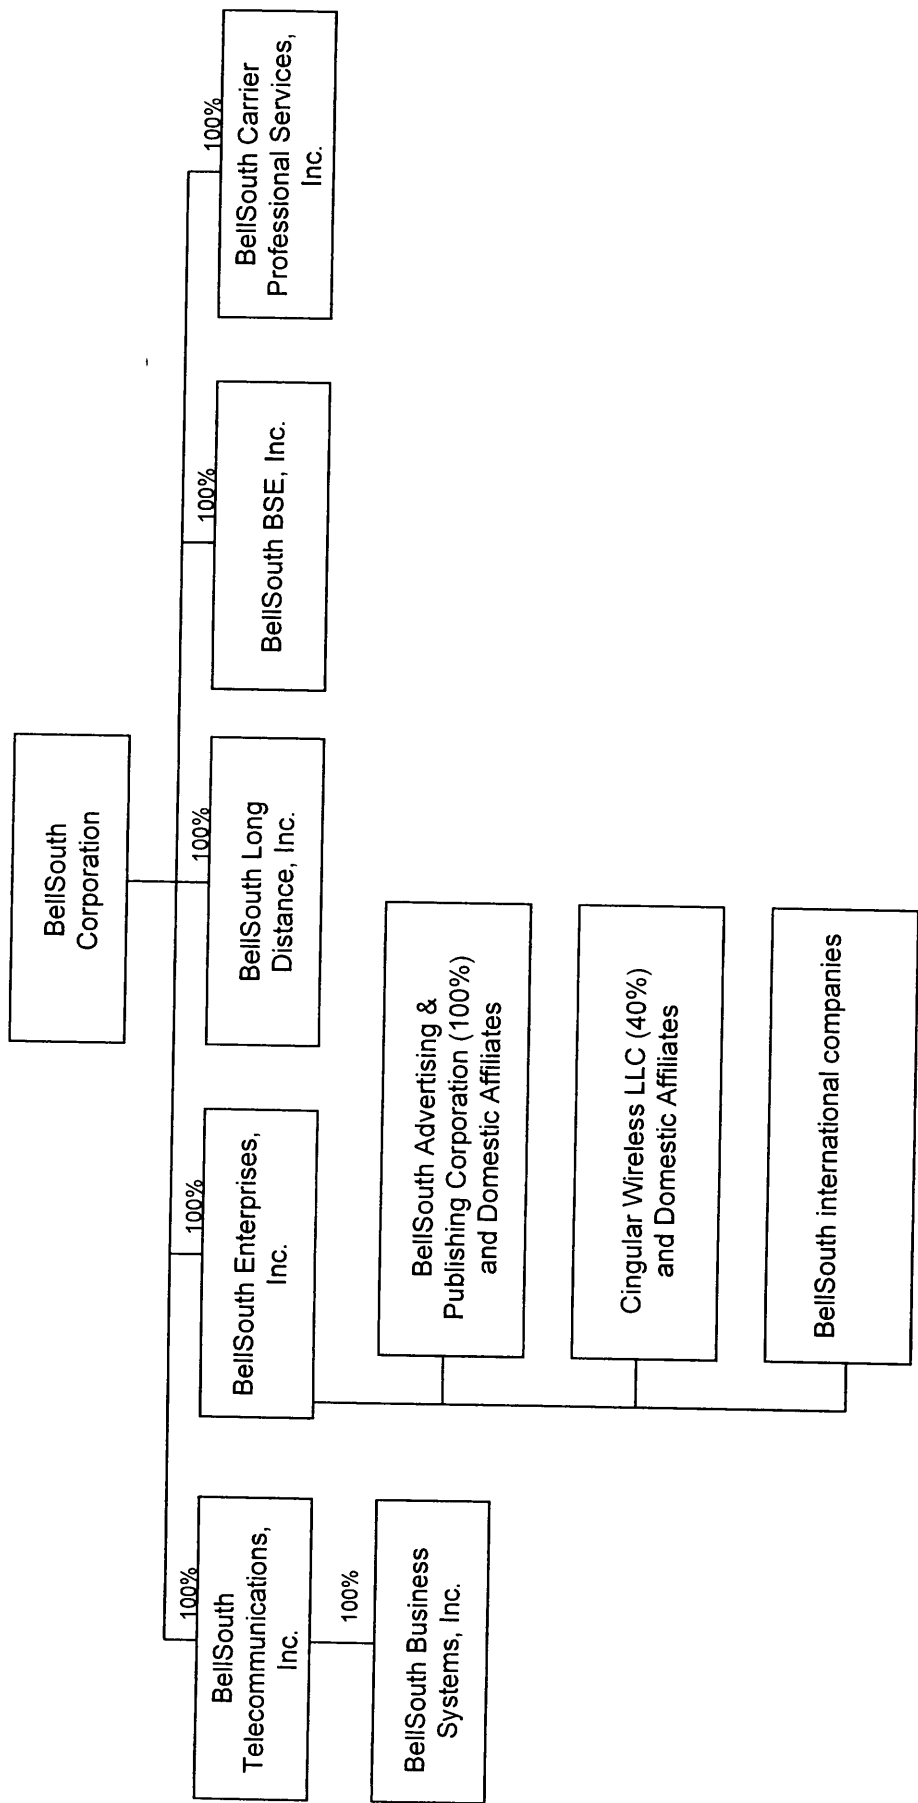 BellSouth
Corporation
100%
BellSouth
Telecommunications,
Inc.
100%
BellSouth Enterprises,
Inc.
100%
BellSouth Long
Distance, Inc.
100%
BellSouth BSE, Inc.
100%
BellSouth Carrier
Professional Services,
Inc.
100%
BellSouth Business
Systems, Inc.
BellSouth Advertising &
Publishing Corporation (100%)
and Domestic Affiliates
Cingular Wireless LLC (40%)
and Domestic Affiliates
BellSouth international companies